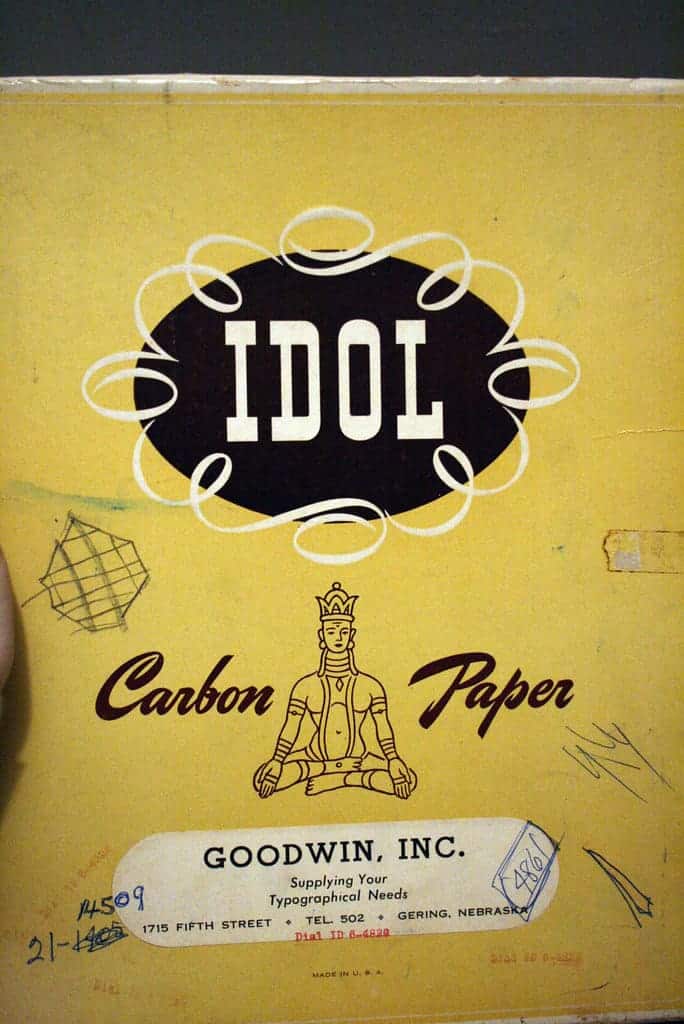 IDOL
Carbon Paper
GOODWIN, INC.
Supplying Your
Typographical Needs
1715 FIFTH STREET ⬥ TEL. 502 ⬥ GERING, NEBRASKA
Dial ID 6-4820
MADE IN U. S. A.
4861
14509
21-